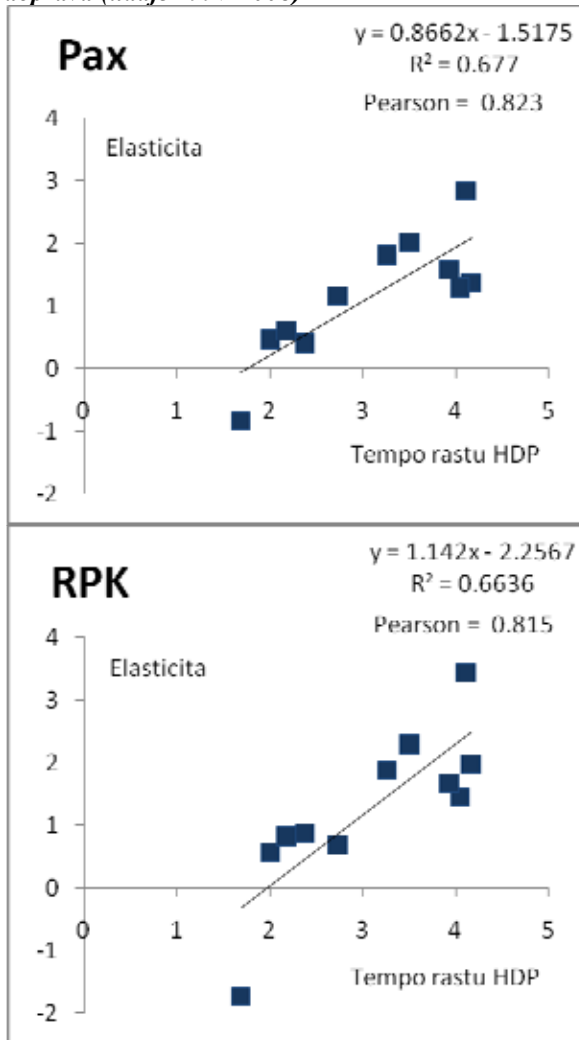 y = 0.8662x - 1.5175
Pax
R² = 0.677
Pearson = 0.823
4
Elasticita
3
2
1
0
0 1 2 3 4 5
-1
Tempo rastu HDP
-2
y = 1.142x - 2.2567
RPK
R² = 0.6636
Pearson = 0.815
4
Elasticita
3
2
1
0
0 1 2 3 4 5
-1
Tempo rastu HDP
-2